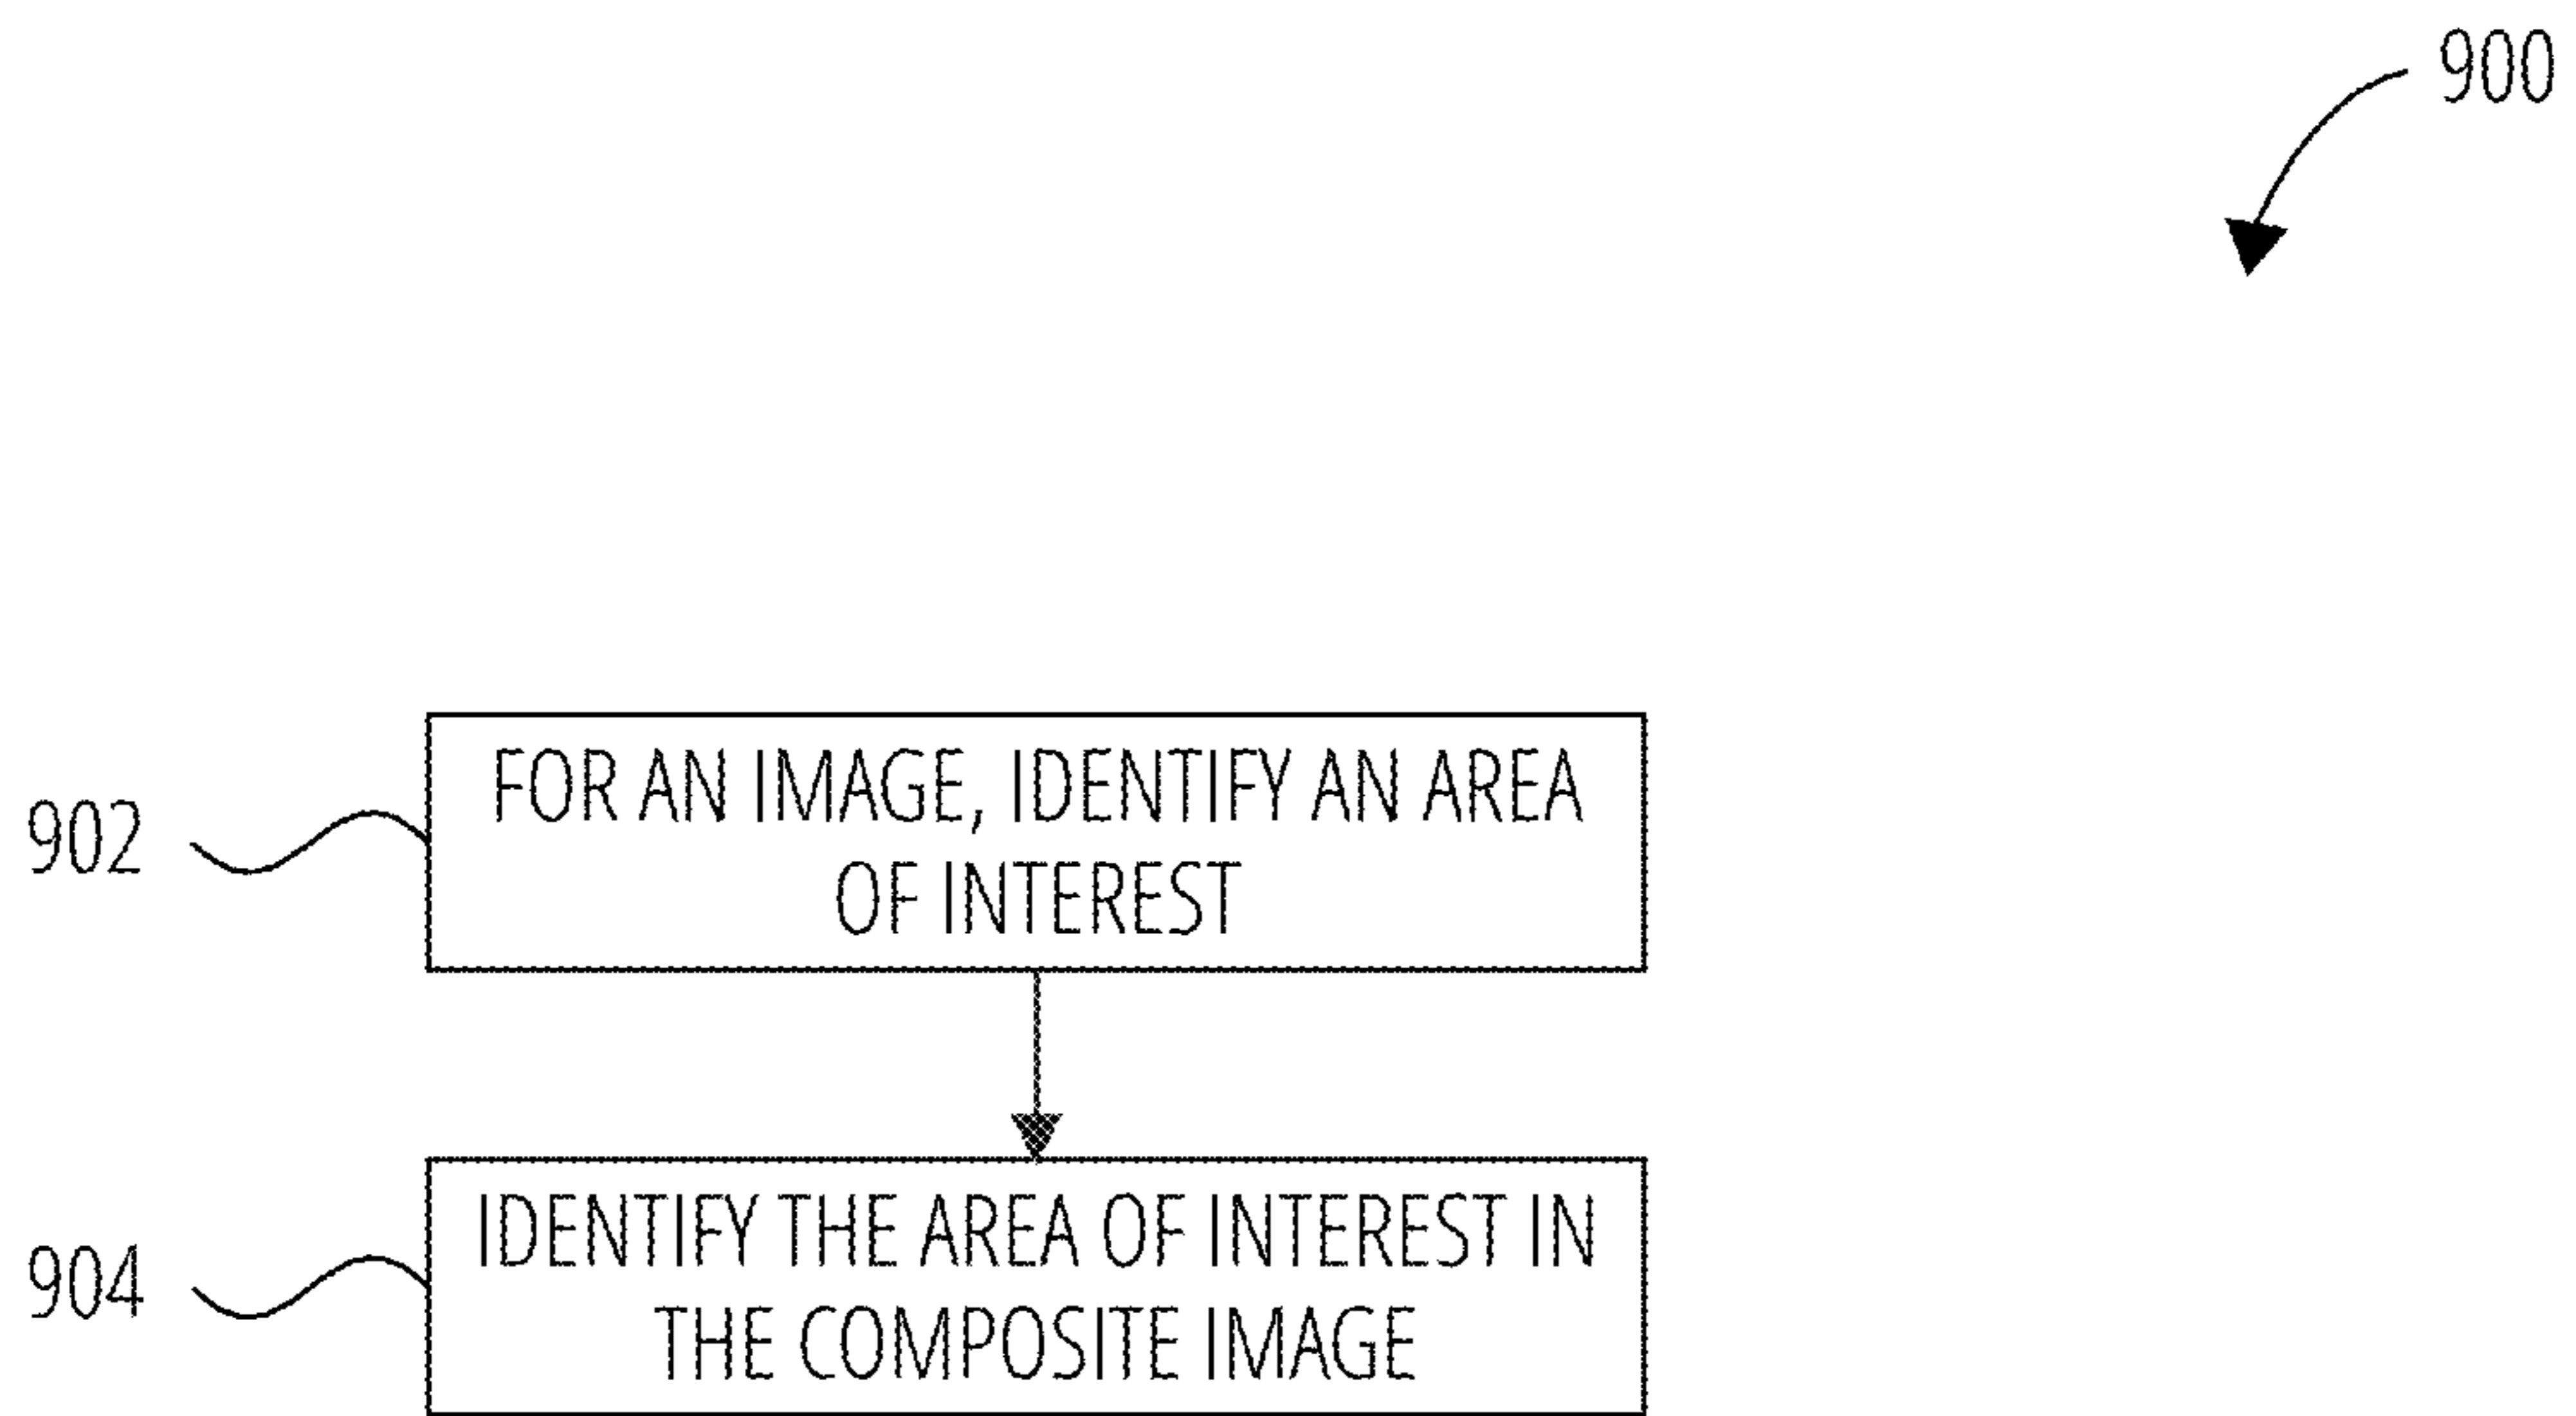 900
902
FOR AN IMAGE, IDENTIFY AN AREA
OF INTEREST
904
IDENTIFY THE AREA OF INTEREST IN
THE COMPOSITE IMAGE